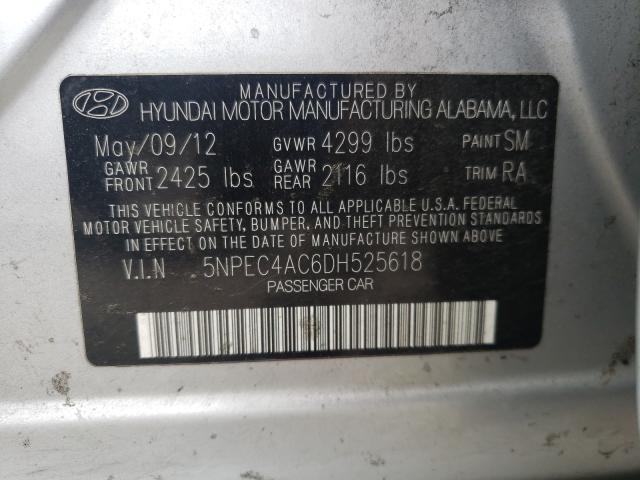 MANUFACTURED BY
HYUNDAI MOTOR MANUFACTURING ALABAMA, LLC
May/09/12 GVWR 4299 lbs PAINT SM
GAWR FRONT 2425 lbs GAWR REAR 2116 lbs TRIM RA
THIS VEHICLE CONFORMS TO ALL APPLICABLE U.S.A. FEDERAL
MOTOR VEHICLE SAFETY, BUMPER, AND THEFT PREVENTION STANDARDS
IN EFFECT ON THE DATE OF MANUFACTURE SHOWN ABOVE
V.I.N 5NPEC4AC6DH525618
PASSENGER CAR